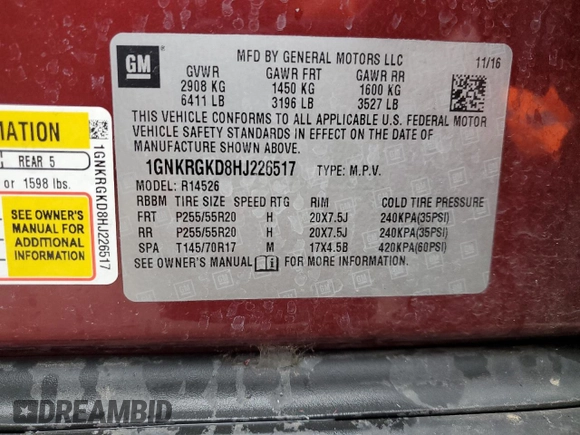 GM
MFD BY GENERAL MOTORS LLC 11/16
GVWR GAWR FRT GAWR RR
2908 KG 1450 KG 1600 KG
6411 LB 3196 LB 3527 LB
THIS VEHICLE CONFORMS TO ALL APPLICABLE U.S. FEDERAL MOTOR
VEHICLE SAFETY STANDARDS IN EFFECT ON THE DATE OF
MANUFACTURE SHOWN ABOVE.
1GNKRGKD8HJ226517 TYPE: M.P.V.
MODEL: R14526
RBBM TIRE SIZE SPEED RTG RIM COLD TIRE PRESSURE
FRT P255/55R20 H 20X7.5J 240KPA(35PSI)
RR P255/55R20 H 20X7.5J 240KPA(35PSI)
SPA T145/70R17 M 17X4.5B 420KPA(60PSI)
SEE OWNER'S MANUAL FOR MORE INFORMATION
MATION
REAR 5
or 1598 lbs.
SEE OWNER'S
MANUAL FOR
ADDITIONAL
INFORMATION
1GNKRGKD8HJ226517
DREAMBID